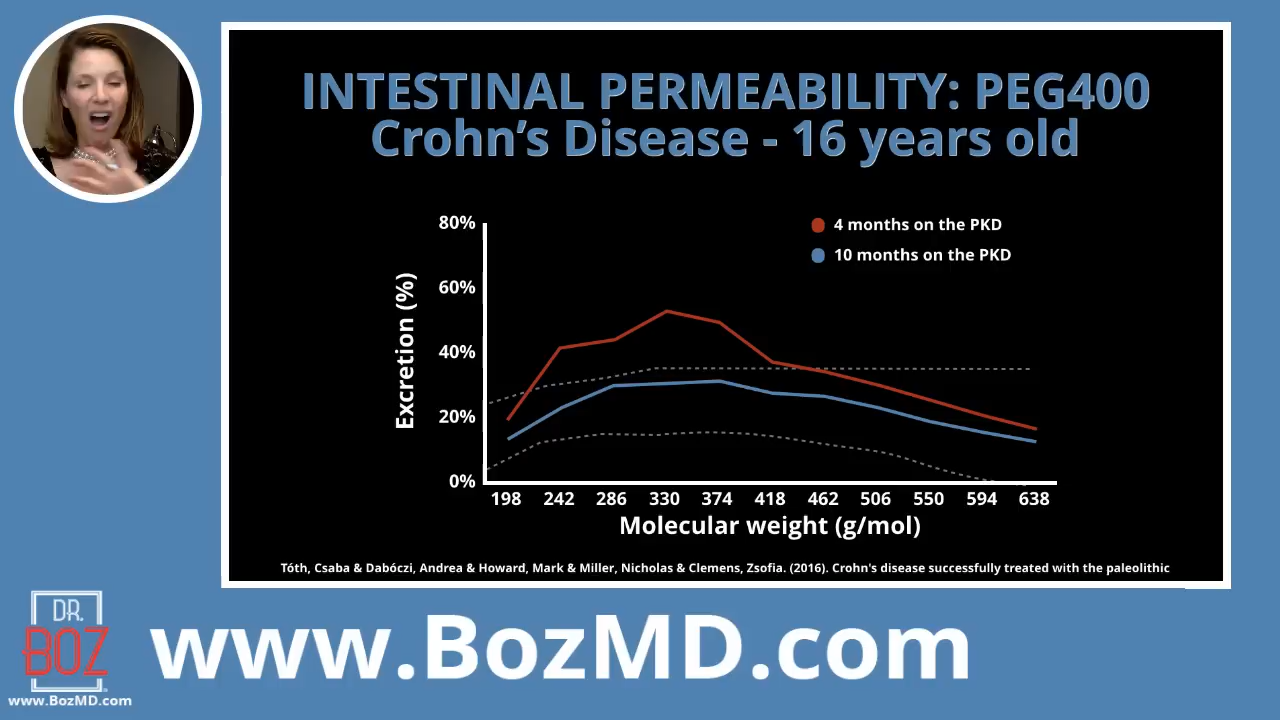 INTESTINAL PERMEABILITY: PEG400
Crohn’s Disease - 16 years old
4 months on the PKD
10 months on the PKD
Excretion (%)
80%
60%
40%
20%
0%
198 242 286 330 374 418 462 506 550 594 638
Molecular weight (g/mol)
Tóth, Csaba & Dabóczi, Andrea & Howard, Mark & Miller, Nicholas & Clemens, Zsofia. (2016). Crohn's disease successfully treated with the paleolithic
DR.
BOZ
www.BozMD.com
www.BozMD.com